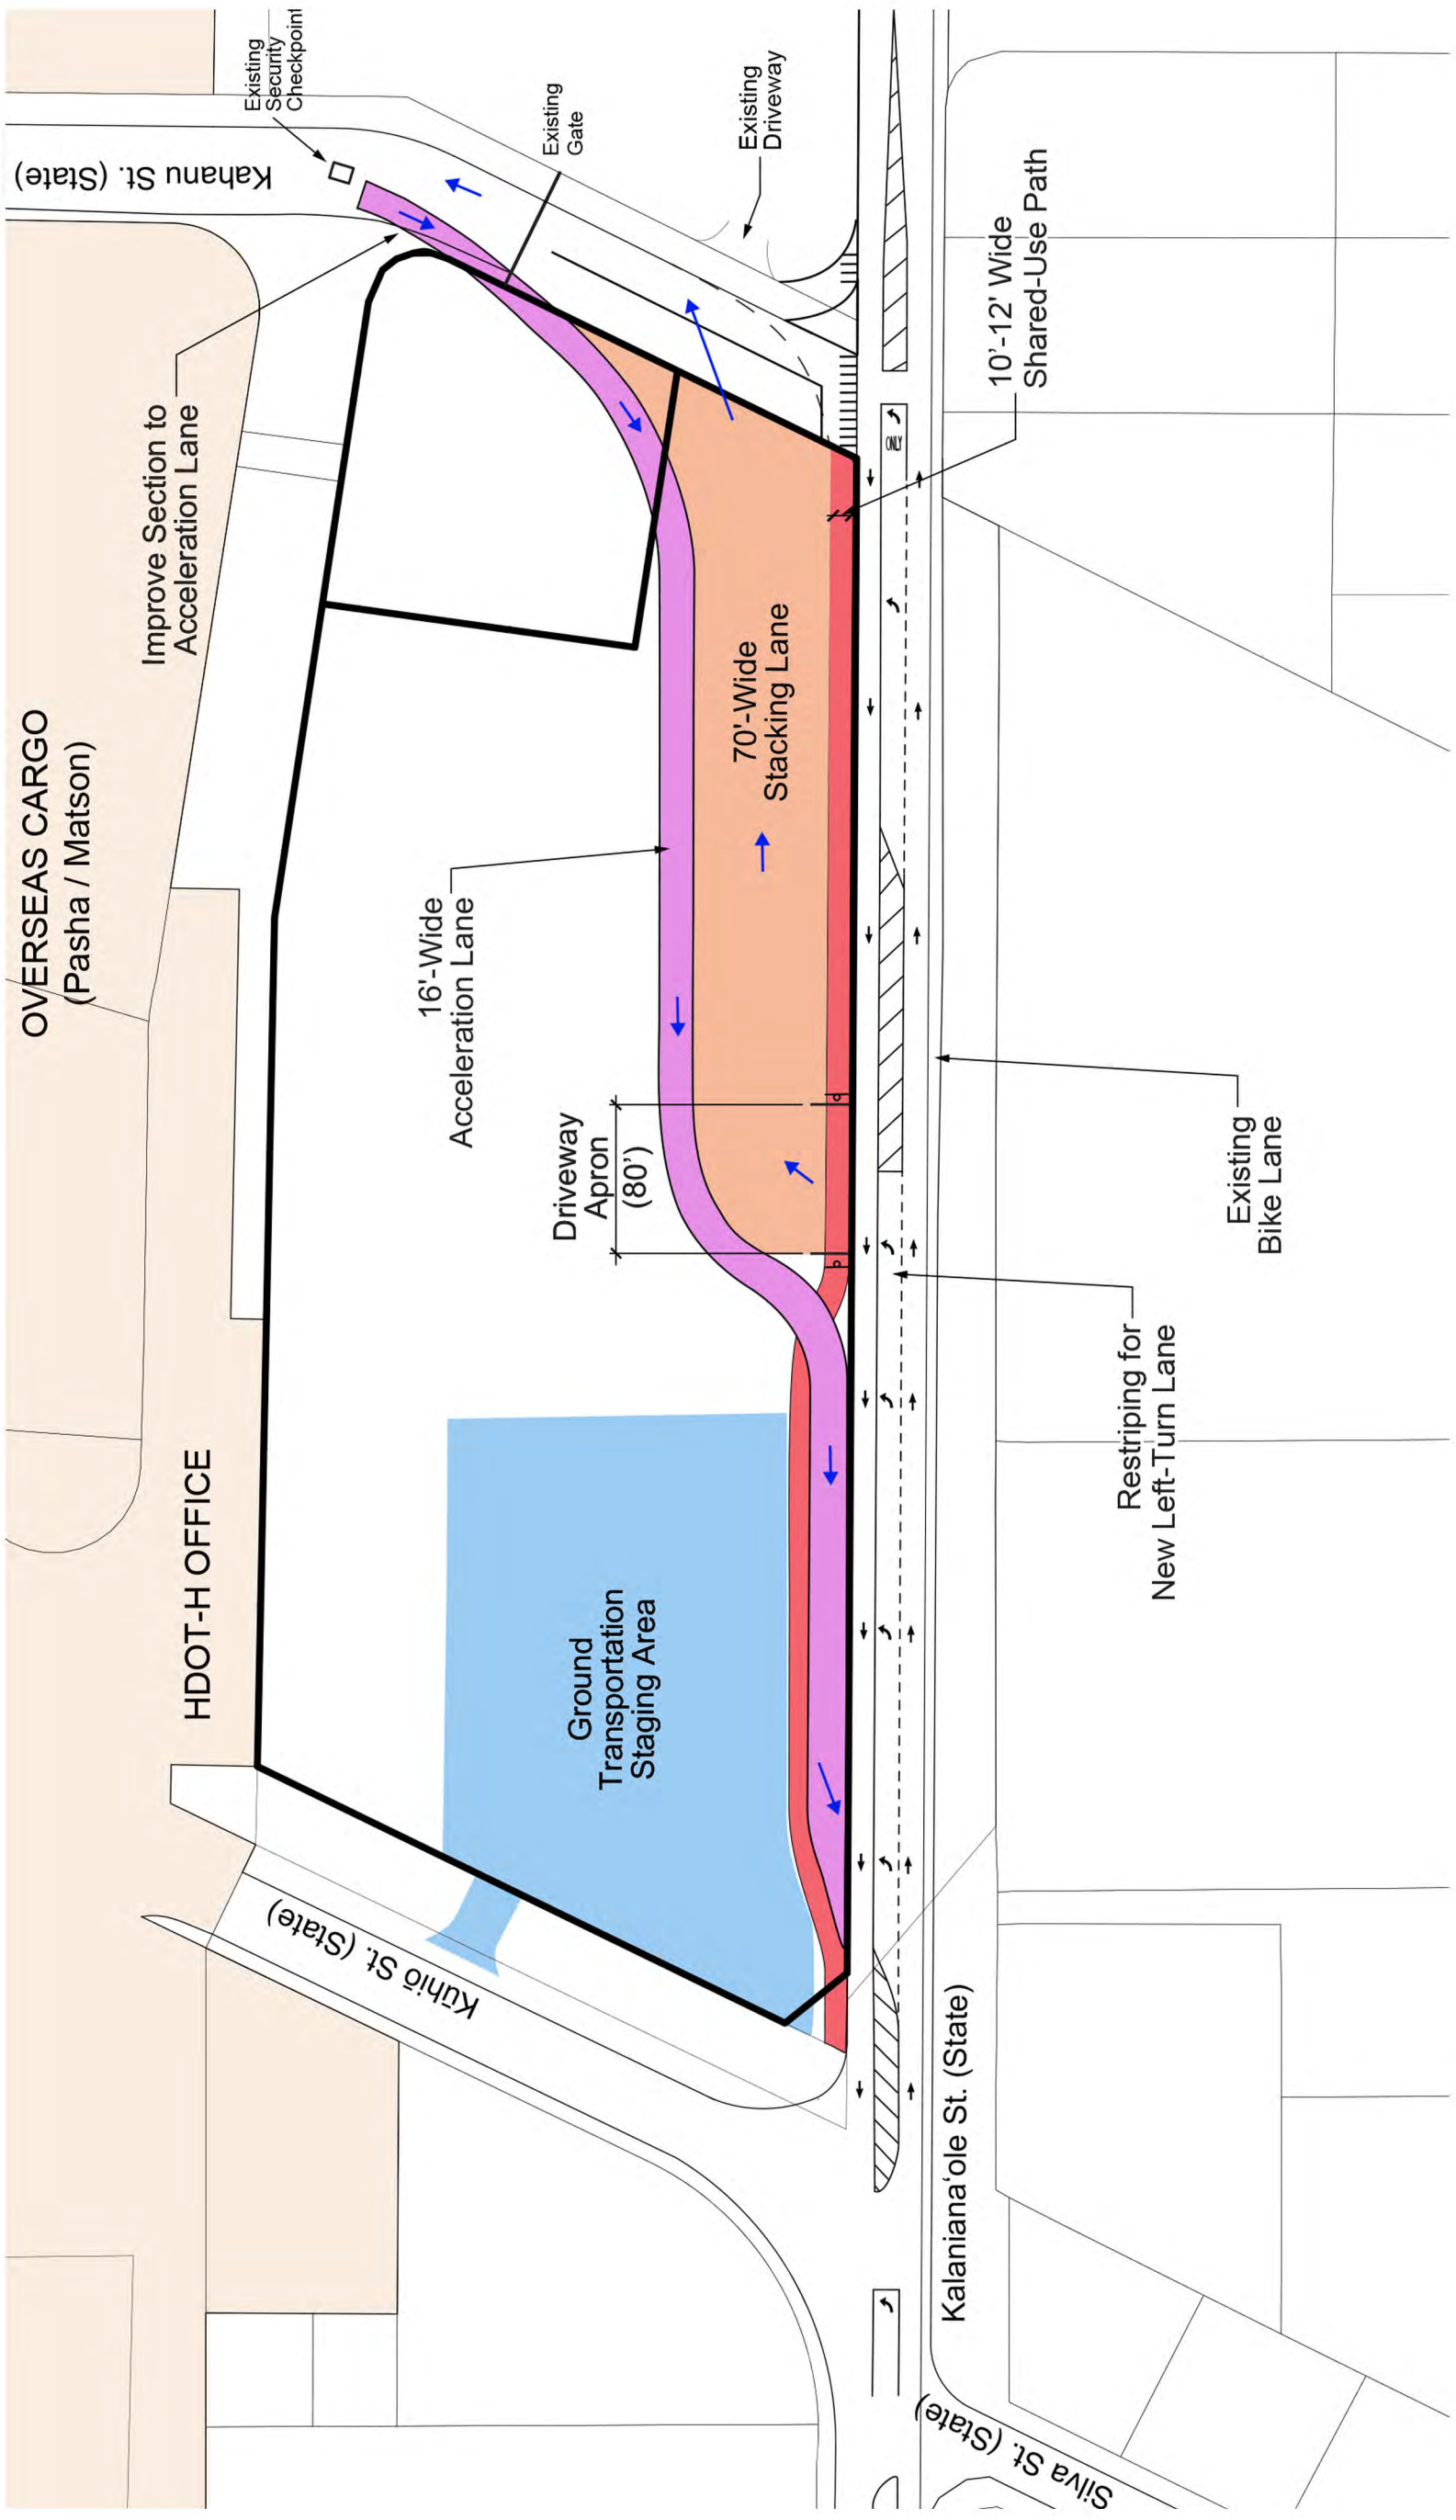 OVERSEAS CARGO
(Pasha / Matson)
HDOT-H OFFICE
Kahanu St. (State)
Existing
Security
Checkpoint
Existing
Gate
Existing
Driveway
Improve Section to
Acceleration Lane
10'-12' Wide
Shared-Use Path
ONLY
70'-Wide
Stacking Lane
16'-Wide
Acceleration Lane
Driveway
Apron
(80')
Existing
Bike Lane
Restriping for
New Left-Turn Lane
Ground
Transportation
Staging Area
Kūhiō St. (State)
Kalanianaʻole St. (State)
Silva St. (State)